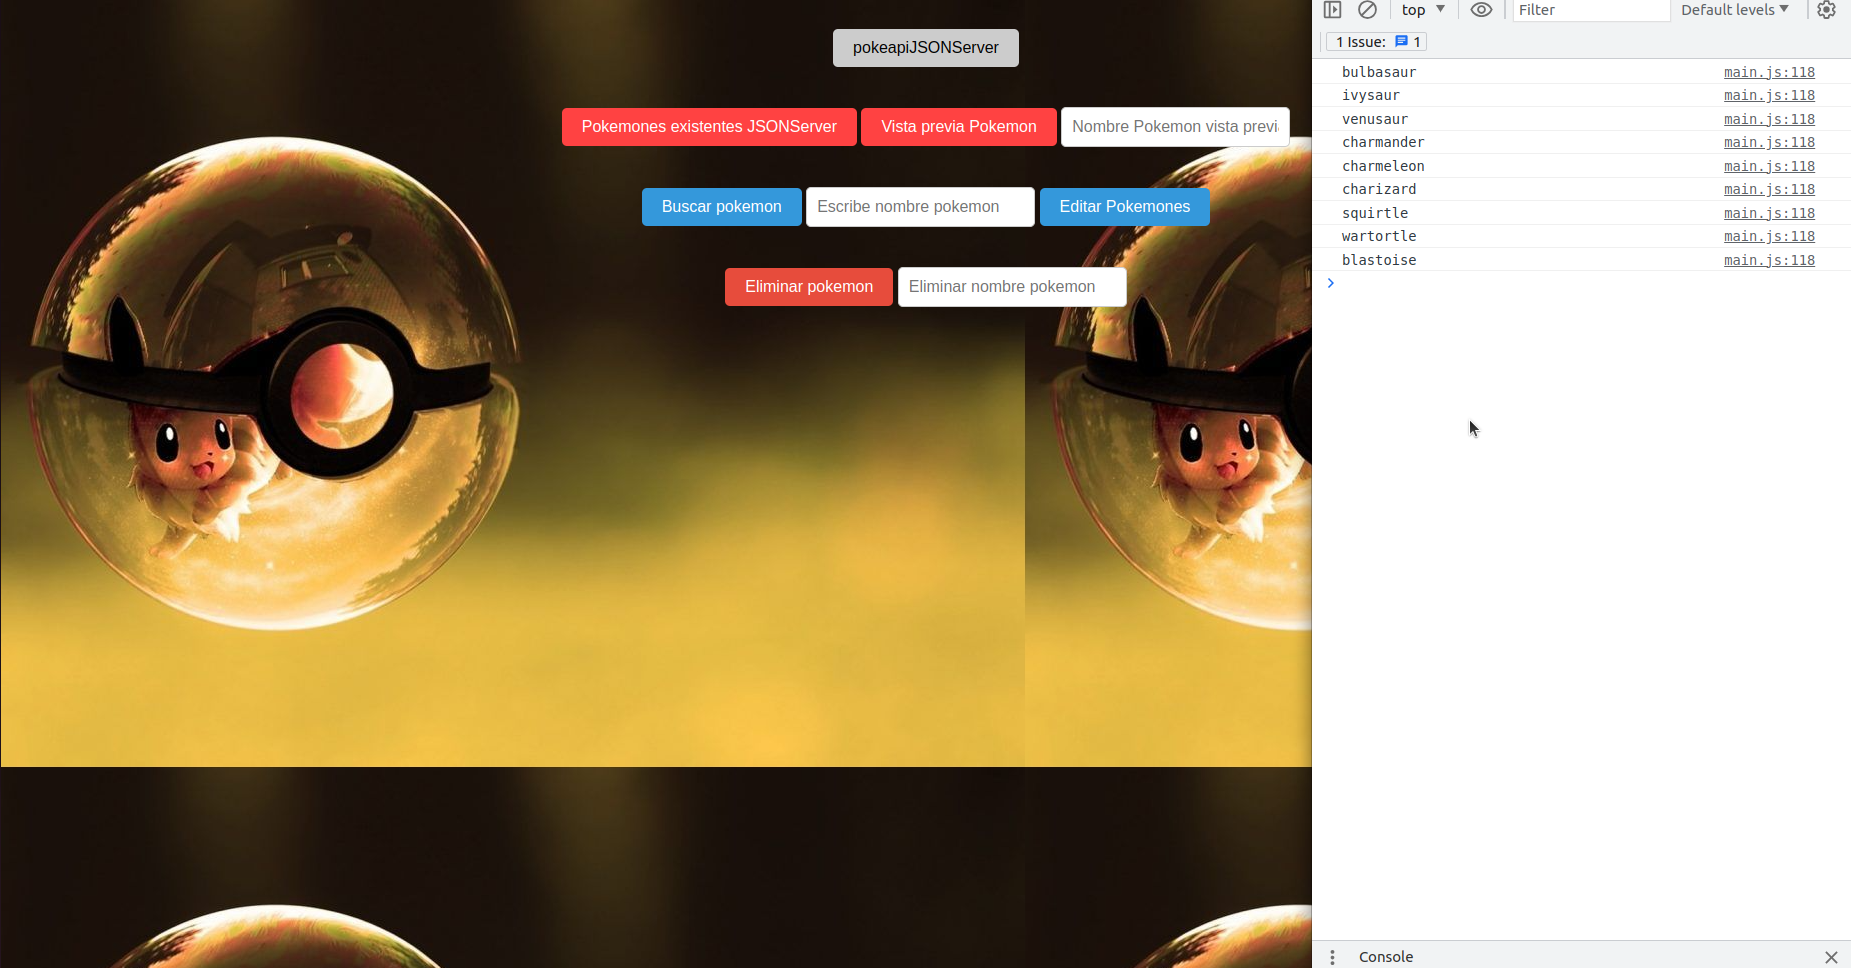 pokeapiJSONServer
Pokemones existentes JSONServer Vista previa Pokemon Nombre Pokemon vista previ
Buscar pokemon Escribe nombre pokemon Editar Pokemones
Eliminar pokemon Eliminar nombre pokemon
top Filter Default levels
1 Issue: 1
bulbasaur main.js:118
ivysaur main.js:118
venusaur main.js:118
charmander main.js:118
charmeleon main.js:118
charizard main.js:118
squirtle main.js:118
wartortle main.js:118
blastoise main.js:118
Console